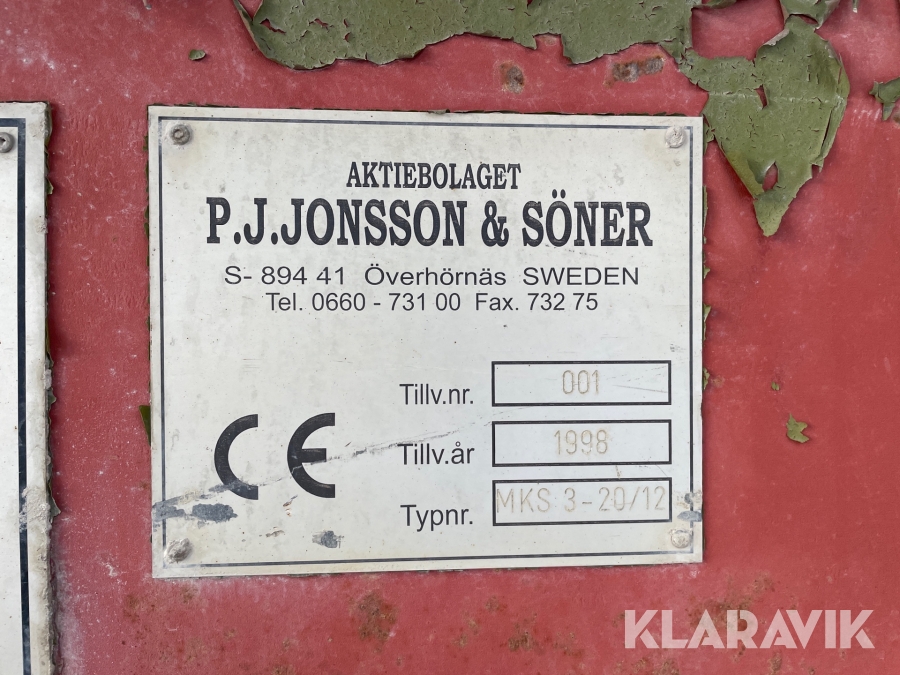 AKTIEBOLAGET
P.J.JONSSON & SÖNER
S- 894 41 Överhörnäs SWEDEN
Tel. 0660 - 731 00 Fax. 732 75
Tillv.nr. 001
Tillv.år 1998
Typnr. MKS 3-20/12
CE
KLARAVIK